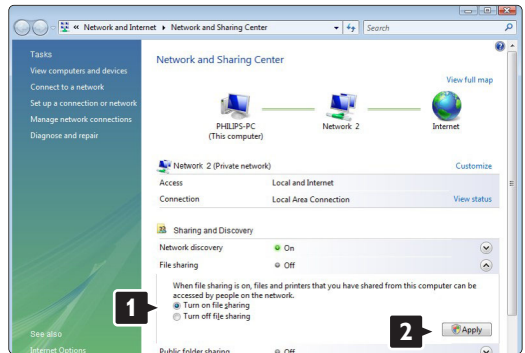 « Network and Internet ▸ Network and Sharing Center
Search
Tasks
View computers and devices
Connect to a network
Set up a connection or network
Manage network connections
Diagnose and repair
See also
Internet Options
Network and Sharing Center
View full map
PHILIPS-PC
(This computer)
Network 2
Internet
Network 2 (Private network)
Customize
Access Local and Internet
Connection Local Area Connection View status
Sharing and Discovery
Network discovery On
File sharing Off
When file sharing is on, files and printers that you have shared from this computer can be
accessed by people on the network.
1
Turn on file sharing
Turn off file sharing
2
Apply
Public folder sharing Off